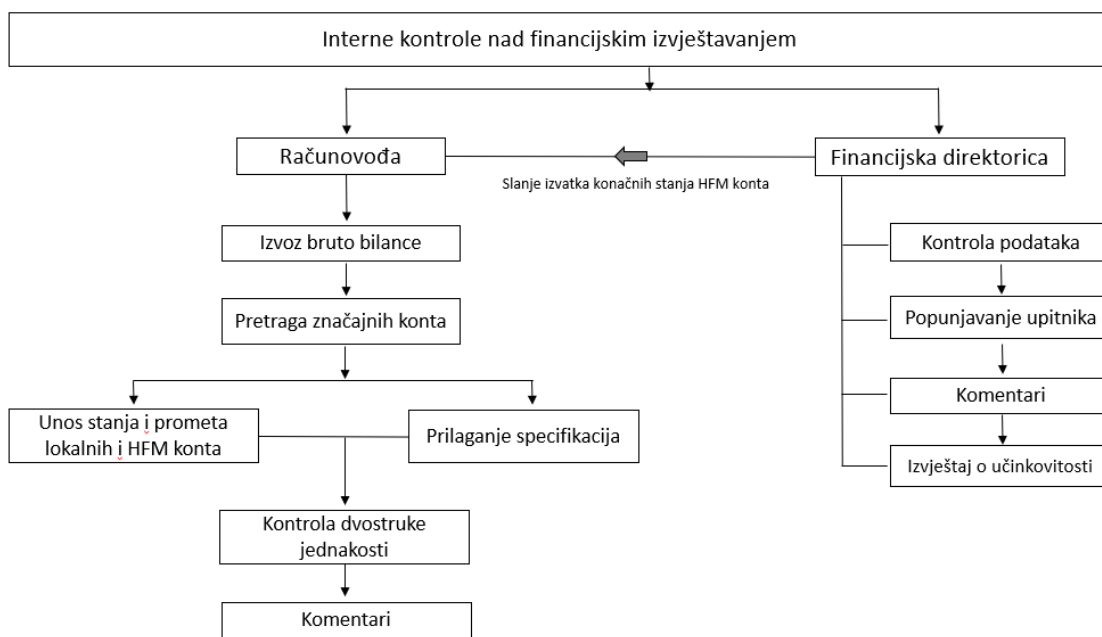 Interne kontrole nad financijskim izvještavanjem
Računovođa
Financijska direktorica
Slanje izvatka konačnih stanja HFM konta
Izvoz bruto bilance
Kontrola podataka
Pretraga značajnih konta
Popunjavanje upitnika
Komentari
Unos stanja i prometa
lokalnih i HFM konta
Prilaganje specifikacija
Izvještaj o učinkovitosti
Kontrola dvostruke
jednakosti
Komentari